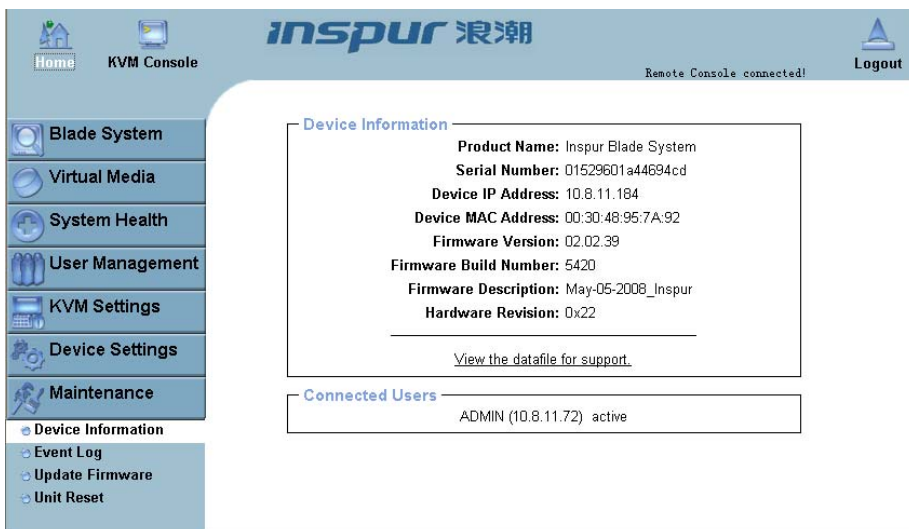 inspur 浪潮
Home
KVM Console
Remote Console connected!
Logout
Blade System
Virtual Media
System Health
User Management
KVM Settings
Device Settings
Maintenance
Device Information
Event Log
Update Firmware
Unit Reset
Device Information
Product Name: Inspur Blade System
Serial Number: 01529601a44694cd
Device IP Address: 10.8.11.184
Device MAC Address: 00:30:48:95:7A:92
Firmware Version: 02.02.39
Firmware Build Number: 5420
Firmware Description: May-05-2008_Inspur
Hardware Revision: 0x22
View the datafile for support.
Connected Users
ADMIN (10.8.11.72) active